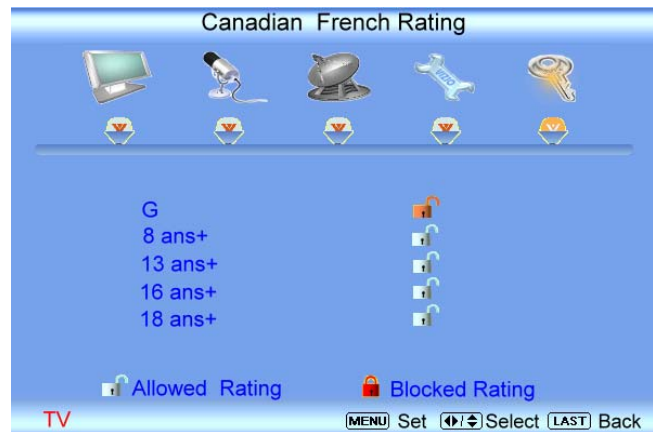 Canadian French Rating
VIZIO
G
8 ans+
13 ans+
16 ans+
18 ans+
Allowed Rating
Blocked Rating
TV
MENU Set Select LAST Back